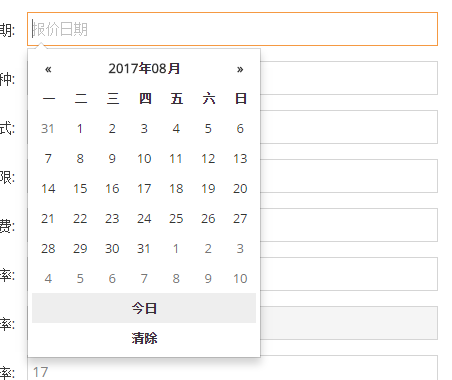 期: 报价日期
« 2017年08月 »
种:
一 二 三 四 五 六 日
式: 31 1 2 3 4 5 6
7 8 9 10 11 12 13
限: 14 15 16 17 18 19 20
费: 21 22 23 24 25 26 27
28 29 30 31 1 2 3
率: 4 5 6 7 8 9 10
今日
率:
清除
率: 17